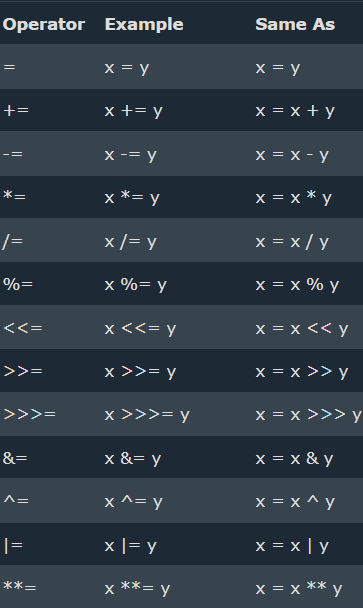 Operator Example Same As
= x = y x = y
+= x += y x = x + y
-= x -= y x = x - y
*= x *= y x = x * y
/= x /= y x = x / y
%= x %= y x = x % y
<<= x <<= y x = x << y
>>= x >>= y x = x >> y
>>>= x >>>= y x = x >>> y
&= x &= y x = x & y
^= x ^= y x = x ^ y
|= x |= y x = x | y
**= x **= y x = x ** y